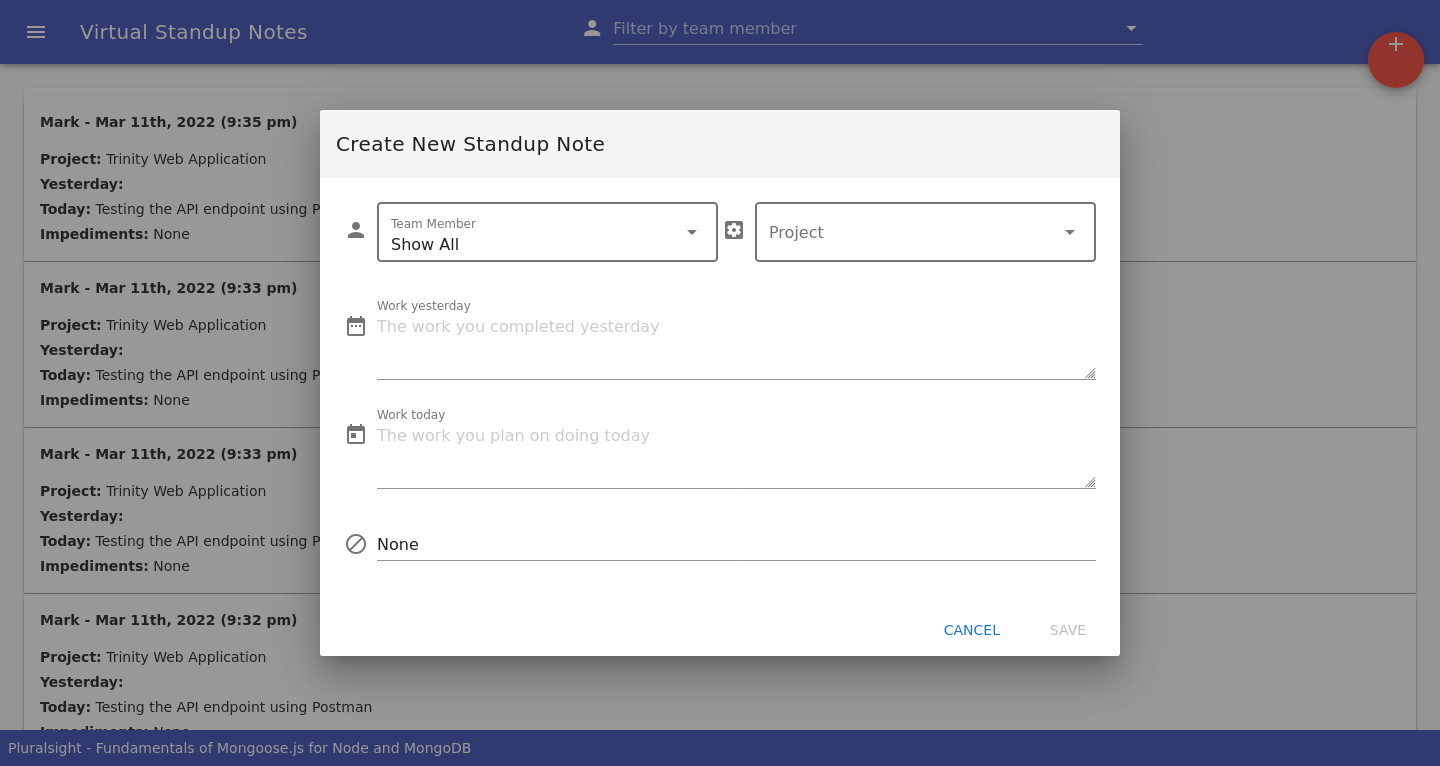 Virtual Standup Notes
Filter by team member
Mark - Mar 11th, 2022 (9:35 pm)
Project: Trinity Web Application
Yesterday:
Today: Testing the API endpoint using P
Impediments: None
Mark - Mar 11th, 2022 (9:33 pm)
Project: Trinity Web Application
Yesterday:
Today: Testing the API endpoint using P
Impediments: None
Mark - Mar 11th, 2022 (9:33 pm)
Project: Trinity Web Application
Yesterday:
Today: Testing the API endpoint using P
Impediments: None
Mark - Mar 11th, 2022 (9:32 pm)
Project: Trinity Web Application
Yesterday:
Today: Testing the API endpoint using Postman
Impediments: None
Create New Standup Note
Team Member
Show All
Project
Work yesterday
The work you completed yesterday
Work today
The work you plan on doing today
None
CANCEL SAVE
Pluralsight - Fundamentals of Mongoose.js for Node and MongoDB